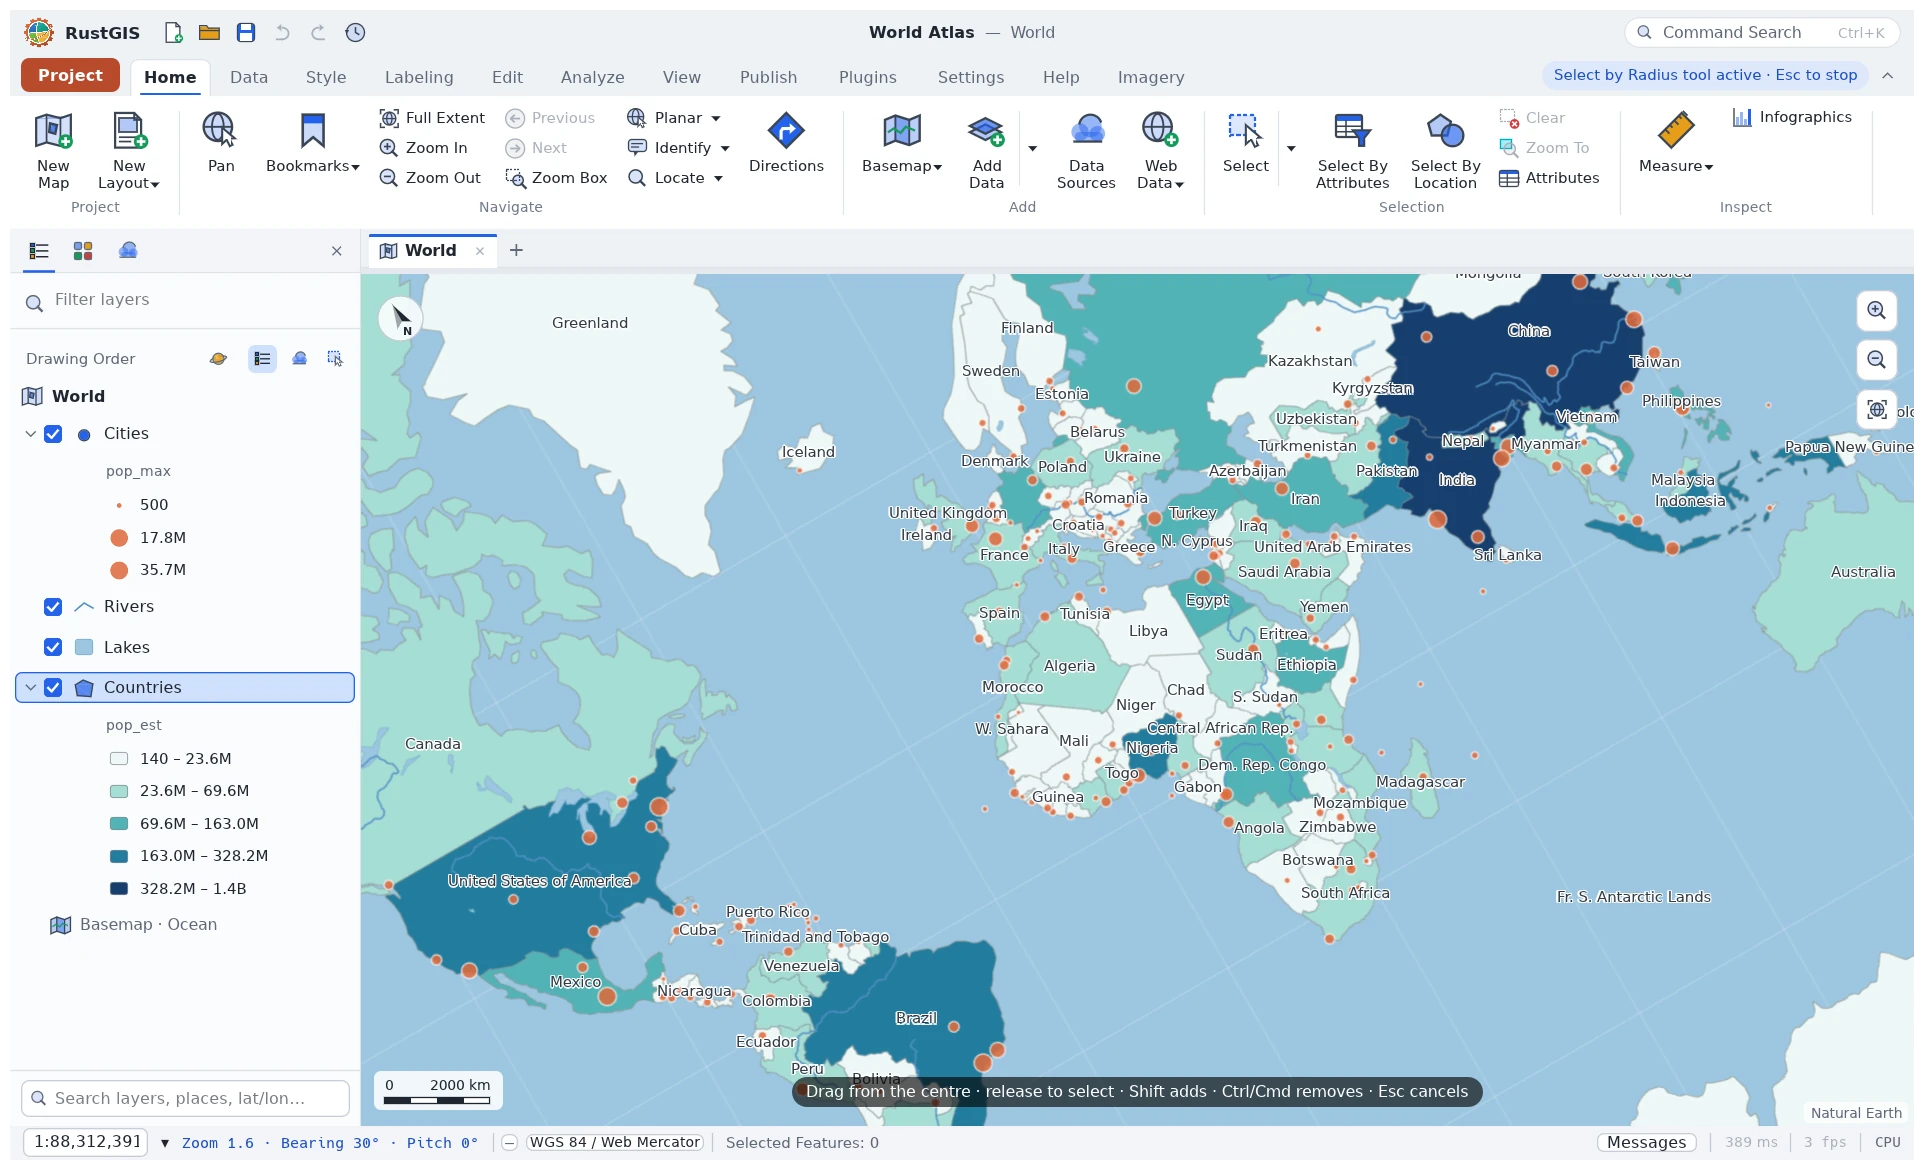 RustGIS
World Atlas — World
Command Search Ctrl+K
Project Home Data Style Labeling Edit Analyze View Publish Plugins Settings Help Imagery
Select by Radius tool active · Esc to stop
New Map
New Layout
Project
Pan
Bookmarks
Full Extent
Zoom In
Zoom Out
Previous
Next
Zoom Box
Planar
Identify
Locate
Directions
Navigate
Basemap
Add Data
Data Sources
Web Data
Add
Select
Select By Attributes
Select By Location
Clear
Zoom To
Attributes
Selection
Measure
Infographics
Inspect
World
Filter layers
Drawing Order
World
Cities
pop_max
500
17.8M
35.7M
Rivers
Lakes
Countries
pop_est
140 – 23.6M
23.6M – 69.6M
69.6M – 163.0M
163.0M – 328.2M
328.2M – 1.4B
Basemap · Ocean
Search layers, places, lat/lon...
N
Mongolia
South Korea
Greenland
Finland
China
Sweden
Kazakhstan
Taiwan
Estonia
Kyrgyzstan
Philippines
Uzbekistan
Vietnam
Belarus
Iceland
Turkmenistan
Nepal
Myanmar
Papua New Guine
Denmark
Poland
Ukraine
Azerbaijan
Pakistan
India
Malaysia
Romania
Iran
Indonesia
United Kingdom
Turkey
Croatia
Iraq
Ireland
France
Italy
Greece
N. Cyprus
United Arab Emirates
Sri Lanka
Saudi Arabia
Australia
Spain
Tunisia
Egypt
Yemen
Libya
Eritrea
Sudan
Algeria
Ethiopia
Morocco
Chad
S. Sudan
Niger
W. Sahara
Central African Rep.
Mali
Nigeria
Canada
Togo
Dem. Rep. Congo
Gabon
Madagascar
Guinea
Mozambique
Angola
Zimbabwe
Botswana
United States of America
South Africa
Fr. S. Antarctic Lands
Puerto Rico
Cuba
Trinidad and Tobago
Venezuela
Mexico
Nicaragua
Colombia
Brazil
Ecuador
Peru
Bolivia
0 2000 km
Drag from the centre · release to select · Shift adds · Ctrl/Cmd removes · Esc cancels
Natural Earth
1:88,312,391
Zoom 1.6 · Bearing 30° · Pitch 0°
WGS 84 / Web Mercator
Selected Features: 0
Messages
389 ms
3 fps
CPU